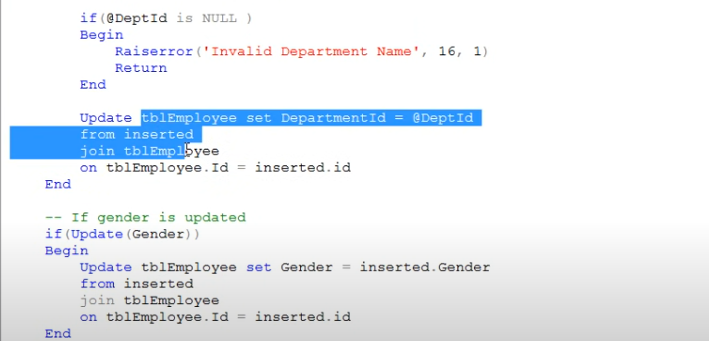 if(@DeptId is NULL )
Begin
Raiserror('Invalid Department Name', 16, 1)
Return
End
Update tblEmployee set DepartmentId = @DeptId
from inserted
join tblEmployee
on tblEmployee.Id = inserted.id
End
-- If gender is updated
if(Update(Gender))
Begin
Update tblEmployee set Gender = inserted.Gender
from inserted
join tblEmployee
on tblEmployee.Id = inserted.id
End